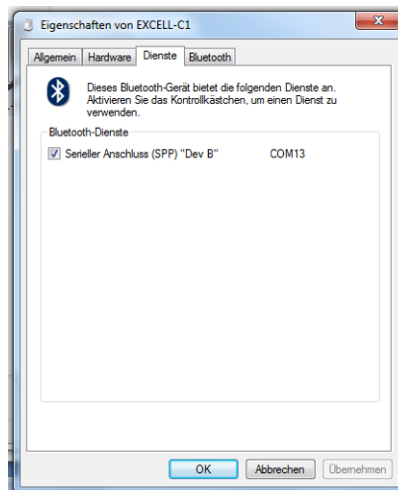 Eigenschaften von EXCELL-C1
Allgemein Hardware Dienste Bluetooth
Dieses Bluetooth-Gerät bietet die folgenden Dienste an.
Aktivieren Sie das Kontrollkästchen, um einen Dienst zu
verwenden.
Bluetooth-Dienste
Serieller Anschluss (SPP) "Dev B" COM13
OK Abbrechen Übernehmen